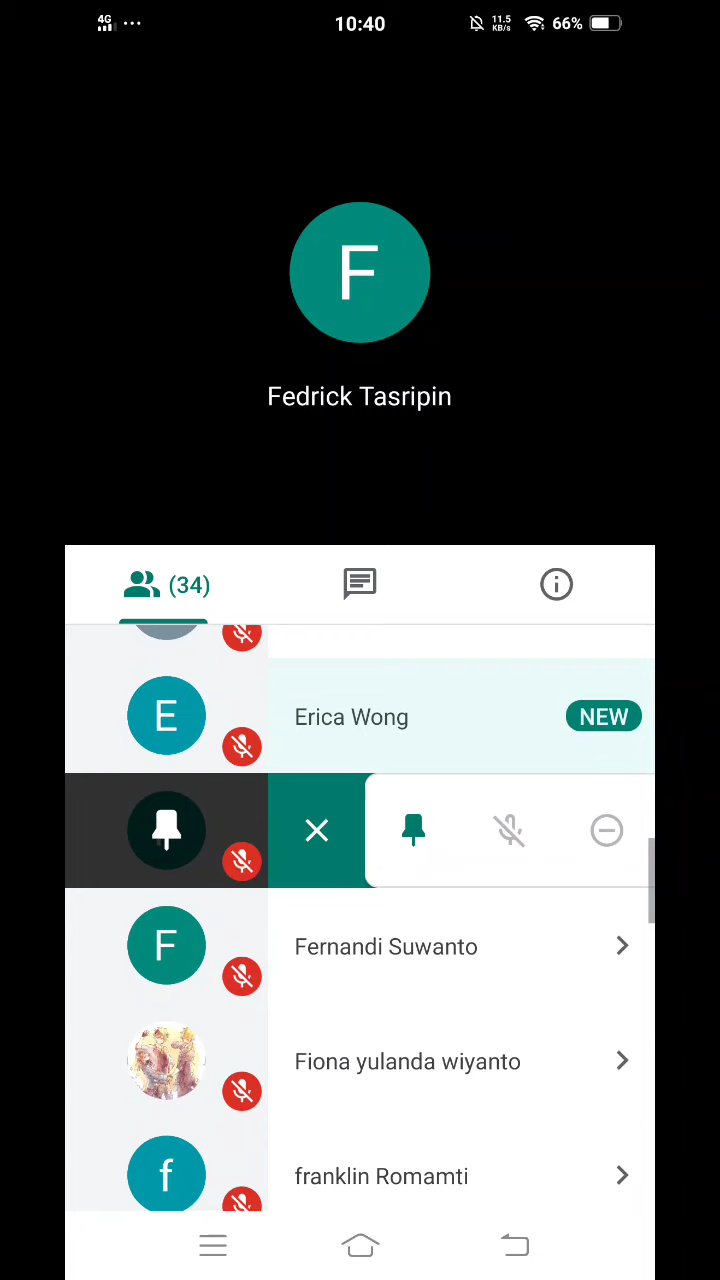 4G ... 10:40 11.5 KB/s 66%
F
Fedrick Tasripin
(34)
E Erica Wong NEW
F Fernandi Suwanto
Fiona yulanda wiyanto
f franklin Romamti